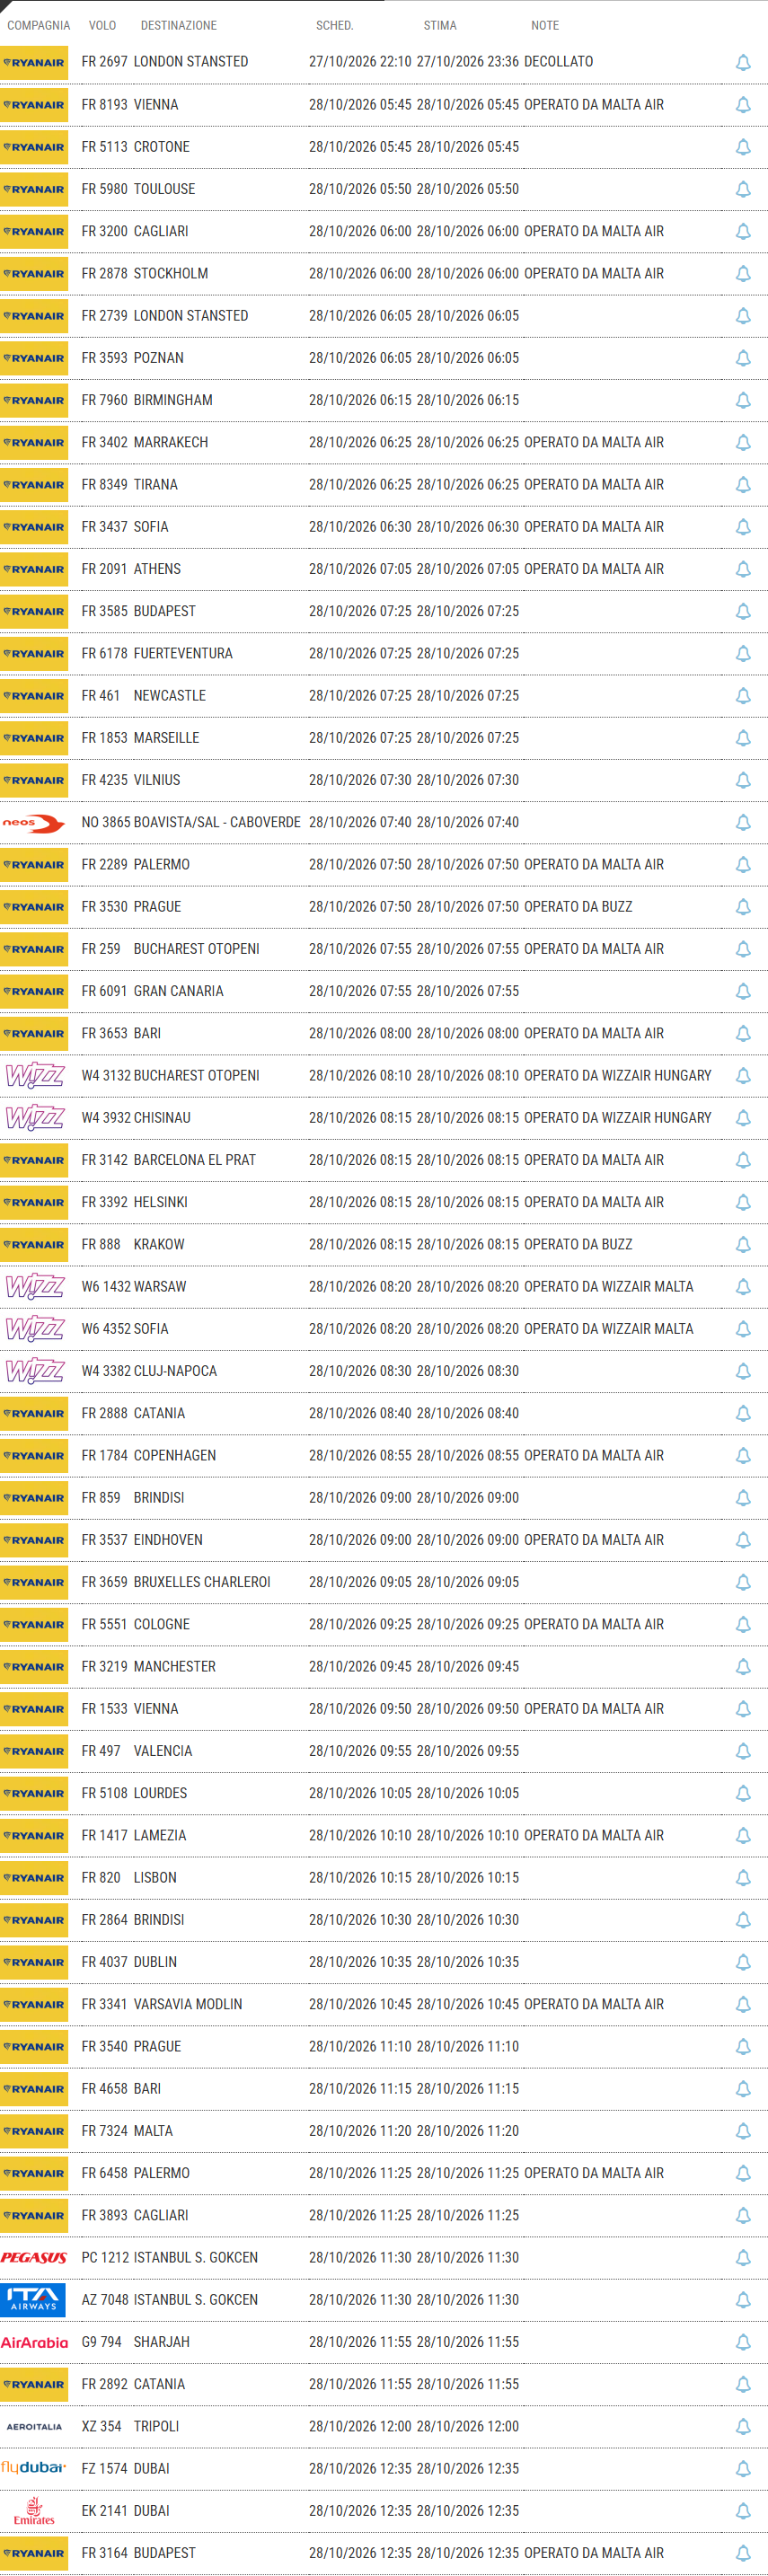 COMPAGNIA VOLO DESTINAZIONE SCHED. STIMA NOTE
RYANAIR FR 2697 LONDON STANSTED 27/10/2026 22:10 27/10/2026 23:36 DECOLLATO
RYANAIR FR 8193 VIENNA 28/10/2026 05:45 28/10/2026 05:45 OPERATO DA MALTA AIR
RYANAIR FR 5113 CROTONE 28/10/2026 05:45 28/10/2026 05:45
RYANAIR FR 5980 TOULOUSE 28/10/2026 05:50 28/10/2026 05:50
RYANAIR FR 3200 CAGLIARI 28/10/2026 06:00 28/10/2026 06:00 OPERATO DA MALTA AIR
RYANAIR FR 2878 STOCKHOLM 28/10/2026 06:00 28/10/2026 06:00 OPERATO DA MALTA AIR
RYANAIR FR 2739 LONDON STANSTED 28/10/2026 06:05 28/10/2026 06:05
RYANAIR FR 3593 POZNAN 28/10/2026 06:05 28/10/2026 06:05
RYANAIR FR 7960 BIRMINGHAM 28/10/2026 06:15 28/10/2026 06:15
RYANAIR FR 3402 MARRAKECH 28/10/2026 06:25 28/10/2026 06:25 OPERATO DA MALTA AIR
RYANAIR FR 8349 TIRANA 28/10/2026 06:25 28/10/2026 06:25 OPERATO DA MALTA AIR
RYANAIR FR 3437 SOFIA 28/10/2026 06:30 28/10/2026 06:30 OPERATO DA MALTA AIR
RYANAIR FR 2091 ATHENS 28/10/2026 07:05 28/10/2026 07:05 OPERATO DA MALTA AIR
RYANAIR FR 3585 BUDAPEST 28/10/2026 07:25 28/10/2026 07:25
RYANAIR FR 6178 FUERTEVENTURA 28/10/2026 07:25 28/10/2026 07:25
RYANAIR FR 461 NEWCASTLE 28/10/2026 07:25 28/10/2026 07:25
RYANAIR FR 1853 MARSEILLE 28/10/2026 07:25 28/10/2026 07:25
RYANAIR FR 4235 VILNIUS 28/10/2026 07:30 28/10/2026 07:30
neos NO 3865 BOAVISTA/SAL - CABOVERDE 28/10/2026 07:40 28/10/2026 07:40
RYANAIR FR 2289 PALERMO 28/10/2026 07:50 28/10/2026 07:50 OPERATO DA MALTA AIR
RYANAIR FR 3530 PRAGUE 28/10/2026 07:50 28/10/2026 07:50 OPERATO DA BUZZ
RYANAIR FR 259 BUCHAREST OTOPENI 28/10/2026 07:55 28/10/2026 07:55 OPERATO DA MALTA AIR
RYANAIR FR 6091 GRAN CANARIA 28/10/2026 07:55 28/10/2026 07:55
RYANAIR FR 3653 BARI 28/10/2026 08:00 28/10/2026 08:00 OPERATO DA MALTA AIR
WIZZ W4 3132 BUCHAREST OTOPENI 28/10/2026 08:10 28/10/2026 08:10 OPERATO DA WIZZAIR HUNGARY
WIZZ W4 3932 CHISINAU 28/10/2026 08:15 28/10/2026 08:15 OPERATO DA WIZZAIR HUNGARY
RYANAIR FR 3142 BARCELONA EL PRAT 28/10/2026 08:15 28/10/2026 08:15 OPERATO DA MALTA AIR
RYANAIR FR 3392 HELSINKI 28/10/2026 08:15 28/10/2026 08:15 OPERATO DA MALTA AIR
RYANAIR FR 888 KRAKOW 28/10/2026 08:15 28/10/2026 08:15 OPERATO DA BUZZ
WIZZ W6 1432 WARSAW 28/10/2026 08:20 28/10/2026 08:20 OPERATO DA WIZZAIR MALTA
WIZZ W6 4352 SOFIA 28/10/2026 08:20 28/10/2026 08:20 OPERATO DA WIZZAIR MALTA
WIZZ W4 3382 CLUJ-NAPOCA 28/10/2026 08:30 28/10/2026 08:30
RYANAIR FR 2888 CATANIA 28/10/2026 08:40 28/10/2026 08:40
RYANAIR FR 1784 COPENHAGEN 28/10/2026 08:55 28/10/2026 08:55 OPERATO DA MALTA AIR
RYANAIR FR 859 BRINDISI 28/10/2026 09:00 28/10/2026 09:00
RYANAIR FR 3537 EINDHOVEN 28/10/2026 09:00 28/10/2026 09:00 OPERATO DA MALTA AIR
RYANAIR FR 3659 BRUXELLES CHARLEROI 28/10/2026 09:05 28/10/2026 09:05
RYANAIR FR 5551 COLOGNE 28/10/2026 09:25 28/10/2026 09:25 OPERATO DA MALTA AIR
RYANAIR FR 3219 MANCHESTER 28/10/2026 09:45 28/10/2026 09:45
RYANAIR FR 1533 VIENNA 28/10/2026 09:50 28/10/2026 09:50 OPERATO DA MALTA AIR
RYANAIR FR 497 VALENCIA 28/10/2026 09:55 28/10/2026 09:55
RYANAIR FR 5108 LOURDES 28/10/2026 10:05 28/10/2026 10:05
RYANAIR FR 1417 LAMEZIA 28/10/2026 10:10 28/10/2026 10:10 OPERATO DA MALTA AIR
RYANAIR FR 820 LISBON 28/10/2026 10:15 28/10/2026 10:15
RYANAIR FR 2864 BRINDISI 28/10/2026 10:30 28/10/2026 10:30
RYANAIR FR 4037 DUBLIN 28/10/2026 10:35 28/10/2026 10:35
RYANAIR FR 3341 VARSAVIA MODLIN 28/10/2026 10:45 28/10/2026 10:45 OPERATO DA MALTA AIR
RYANAIR FR 3540 PRAGUE 28/10/2026 11:10 28/10/2026 11:10
RYANAIR FR 4658 BARI 28/10/2026 11:15 28/10/2026 11:15
RYANAIR FR 7324 MALTA 28/10/2026 11:20 28/10/2026 11:20
RYANAIR FR 6458 PALERMO 28/10/2026 11:25 28/10/2026 11:25 OPERATO DA MALTA AIR
RYANAIR FR 3893 CAGLIARI 28/10/2026 11:25 28/10/2026 11:25
PEGASUS PC 1212 ISTANBUL S. GOKCEN 28/10/2026 11:30 28/10/2026 11:30
ITA AIRWAYS AZ 7048 ISTANBUL S. GOKCEN 28/10/2026 11:30 28/10/2026 11:30
AirArabia G9 794 SHARJAH 28/10/2026 11:55 28/10/2026 11:55
RYANAIR FR 2892 CATANIA 28/10/2026 11:55 28/10/2026 11:55
AEROITALIA XZ 354 TRIPOLI 28/10/2026 12:00 28/10/2026 12:00
flydubai FZ 1574 DUBAI 28/10/2026 12:35 28/10/2026 12:35
Emirates EK 2141 DUBAI 28/10/2026 12:35 28/10/2026 12:35
RYANAIR FR 3164 BUDAPEST 28/10/2026 12:35 28/10/2026 12:35 OPERATO DA MALTA AIR